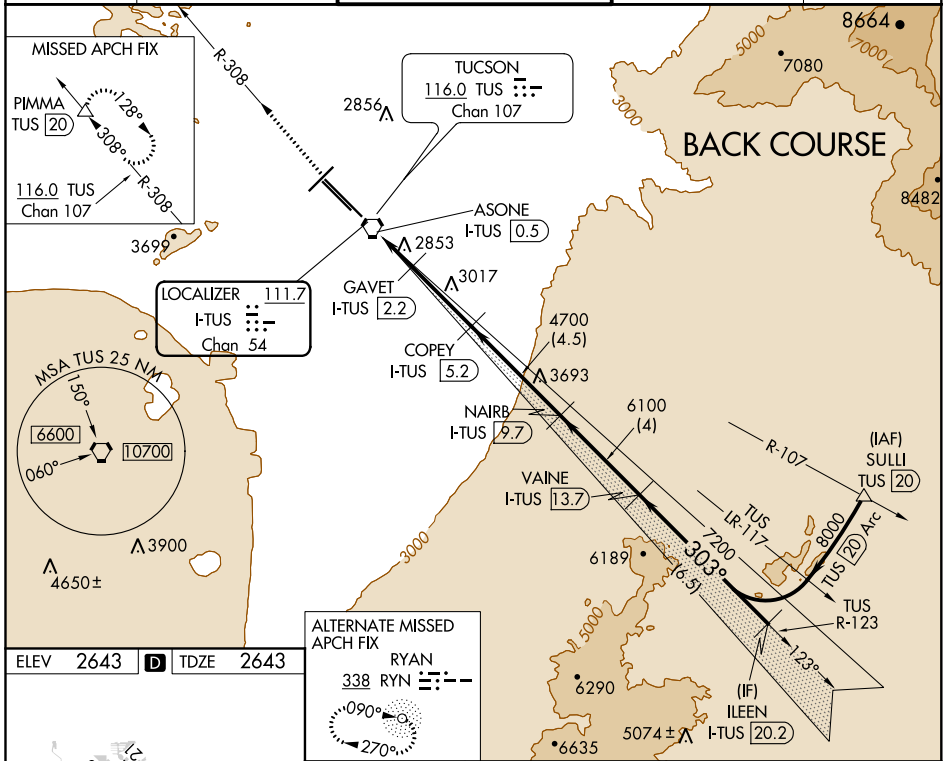 MISSED APCH FIX
PIMMA
TUS 20
128°
308°
R-308
116.0 TUS
Chan 107
R-308
2856
TUCSON
116.0 TUS
Chan 107
8664
5000
7000
7080
3000
BACK COURSE
8482
3699
ASONE
I-TUS 0.5
2853
3017
GAVET
I-TUS 2.2
LOCALIZER 111.7
I-TUS
Chan 54
COPEY
I-TUS 5.2
4700
(4.5)
3693
MSA TUS 25 NM
150°
6600
10700
060°
NAIRB
I-TUS 9.7
6100
(4)
R-107
(IAF)
SULLI
TUS 20
VAINE
I-TUS 13.7
TUS
LR-117
8000
TUS 20 Arc
7200
303°
(6.5)
3000
3900
4650±
6189
5000
TUS
R-123
123°
(IF)
ILEEN
I-TUS 20.2
6290
5074±
6635
ALTERNATE MISSED
APCH FIX
RYAN
338 RYN
090°
270°
ELEV 2643 D TDZE 2643
21